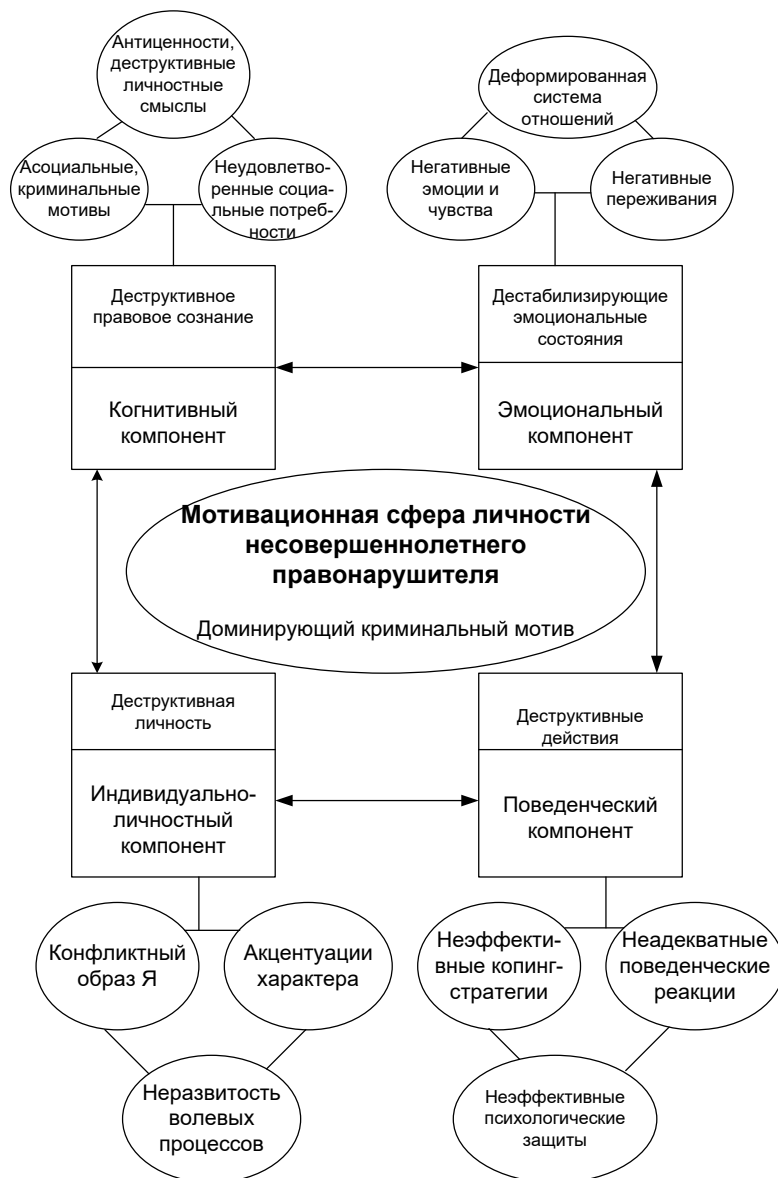 Антиценности,
деструктивные
личностные
смыслы
Асоциальные,
криминальные
мотивы
Неудовлетво-
ренные социаль-
ные потреб-
ности
Деформированная
система
отношений
Негативные
эмоции и
чувства
Негативные
переживания
Деструктивное
правовое сознание
Когнитивный
компонент
Дестабилизирующие
эмоциональные
состояния
Эмоциональный
компонент
Мотивационная сфера личности
несовершеннолетнего
правонарушителя
Доминирующий криминальный мотив
Деструктивная
личность
Индивидуально-
личностный
компонент
Деструктивные
действия
Поведенческий
компонент
Конфликтный
образ Я
Акцентуации
характера
Неразвитость
волевых
процессов
Неэффекти-
вные копинг-
стратегии
Неадекватные
поведенческие
реакции
Неэффективные
психологические
защиты